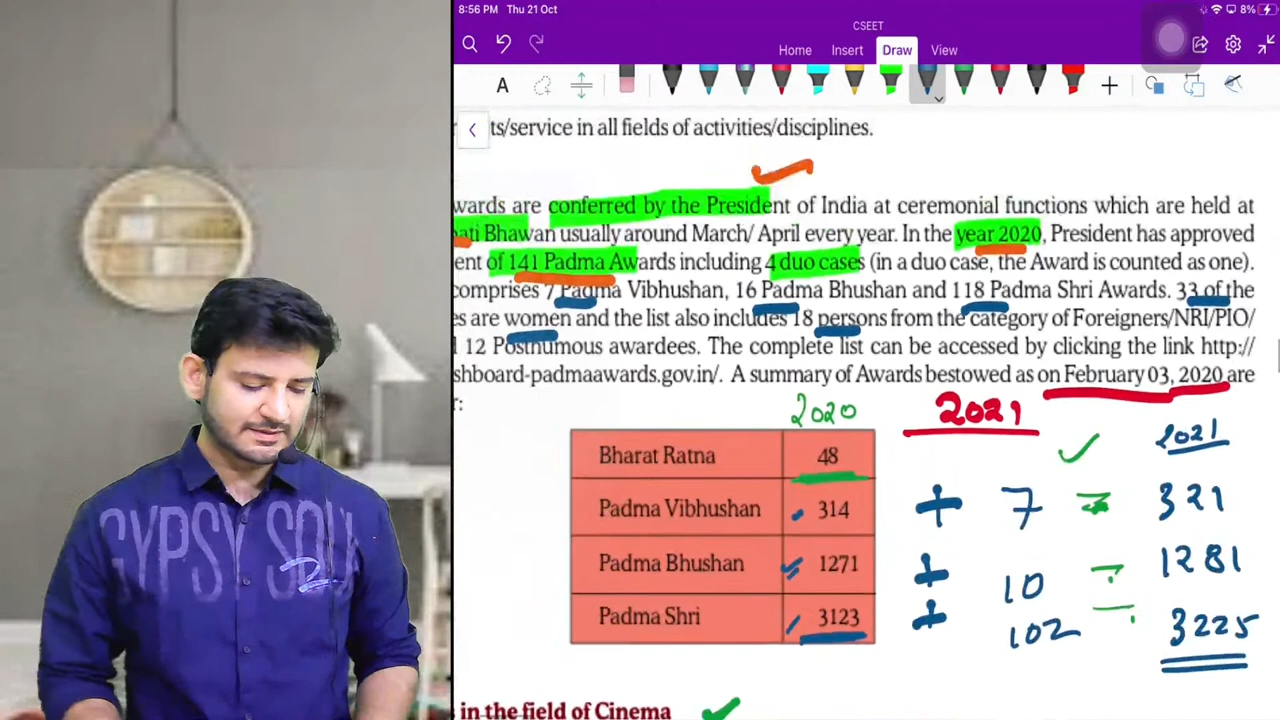 8:56 PM Thu 21 Oct
8%
CSEET
Home Insert Draw View
A
ts/service in all fields of activities/disciplines.
wards are conferred by the President of India at ceremonial functions which are held at
pati Bhawan usually around March/ April every year. In the year 2020, President has approved
ent of 141 Padma Awards including 4 duo cases (in a duo case, the Award is counted as one).
comprises 7 Padma Vibhushan, 16 Padma Bhushan and 118 Padma Shri Awards. 33 of the
es are women and the list also includes 18 persons from the category of Foreigners/NRI/PIO/
12 Posthumous awardees. The complete list can be accessed by clicking the link http://
shboard-padmaawards.gov.in/. A summary of Awards bestowed as on February 03, 2020 are
r:
2020 2021 2021
Bharat Ratna 48
Padma Vibhushan 314 + 7 = 321
Padma Bhushan 1271 + 10 = 1281
Padma Shri 3123 + 102 = 3225
in the field of Cinema
GYPSY SOUL